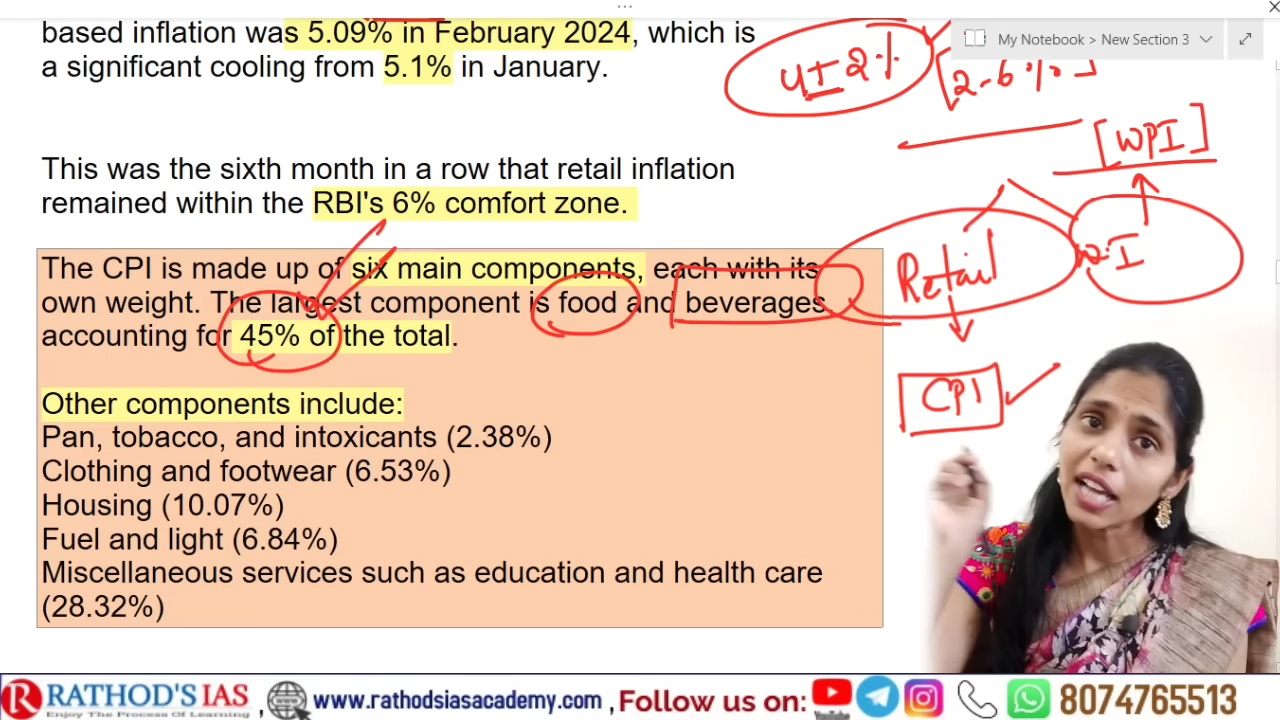 based inflation was 5.09% in February 2024, which is
a significant cooling from 5.1% in January.
This was the sixth month in a row that retail inflation
remained within the RBI's 6% comfort zone.
The CPI is made up of six main components, each with its
own weight. The largest component is food and beverages
accounting for 45% of the total.
Other components include:
Pan, tobacco, and intoxicants (2.38%)
Clothing and footwear (6.53%)
Housing (10.07%)
Fuel and light (6.84%)
Miscellaneous services such as education and health care
(28.32%)
My Notebook > New Section 3
4±2%
[2-6%]
[WPI]
Retail
W.I
CPI
R RATHOD'S IAS
Enjoy The Process Of Learning
, www.rathodsiasacademy.com , Follow us on:
YouTube
8074765513